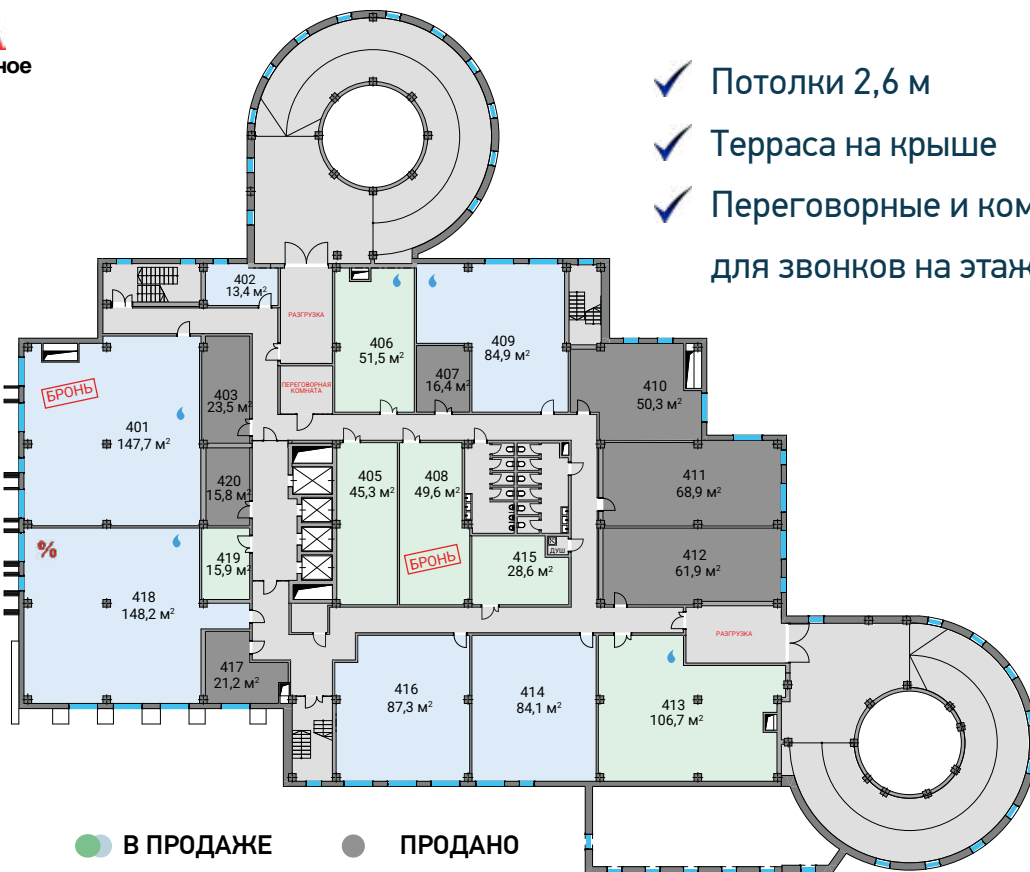 ное
Потолки 2,6 м
Терраса на крыше
Переговорные и ком
для звонков на этаж
402
13,4 м²
РАЗГРУЗКА
406
51,5 м²
409
84,9 м²
407
16,4 м²
410
50,3 м²
ПЕРЕГОВОРНАЯ
КОМНАТА
БРОНЬ
401
147,7 м²
403
23,5 м²
420
15,8 м²
405
45,3 м²
408
49,6 м²
БРОНЬ
411
68,9 м²
412
61,9 м²
ДУШ
415
28,6 м²
%
419
15,9 м²
418
148,2 м²
417
21,2 м²
416
87,3 м²
414
84,1 м²
413
106,7 м²
РАЗГРУЗКА
В ПРОДАЖЕ
ПРОДАНО